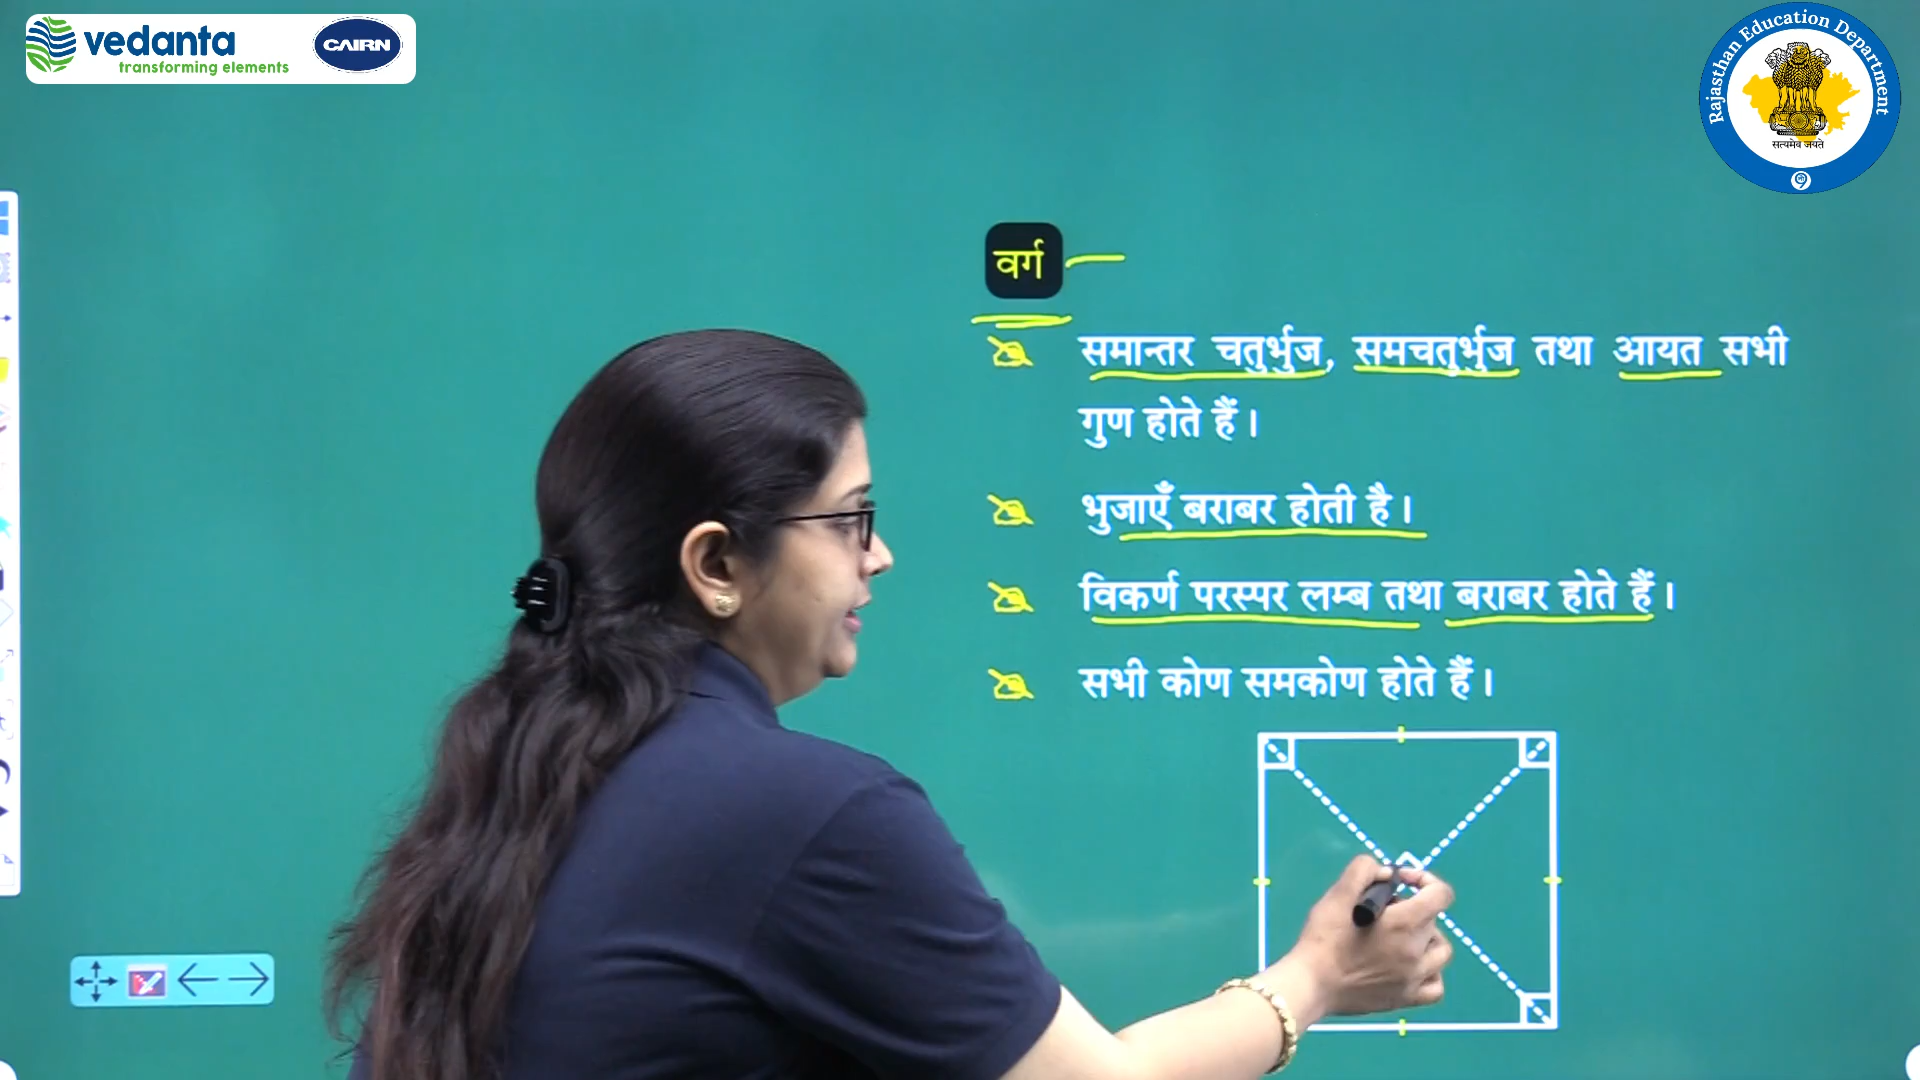 vedanta
transforming elements
CAIRN
Rajasthan Education Department
सत्यमेव जयते
वर्ग
समान्तर चतुर्भुज, समचतुर्भुज तथा आयत सभी
गुण होते हैं।
भुजाएँ बराबर होती है।
विकर्ण परस्पर लम्ब तथा बराबर होते हैं।
सभी कोण समकोण होते हैं।